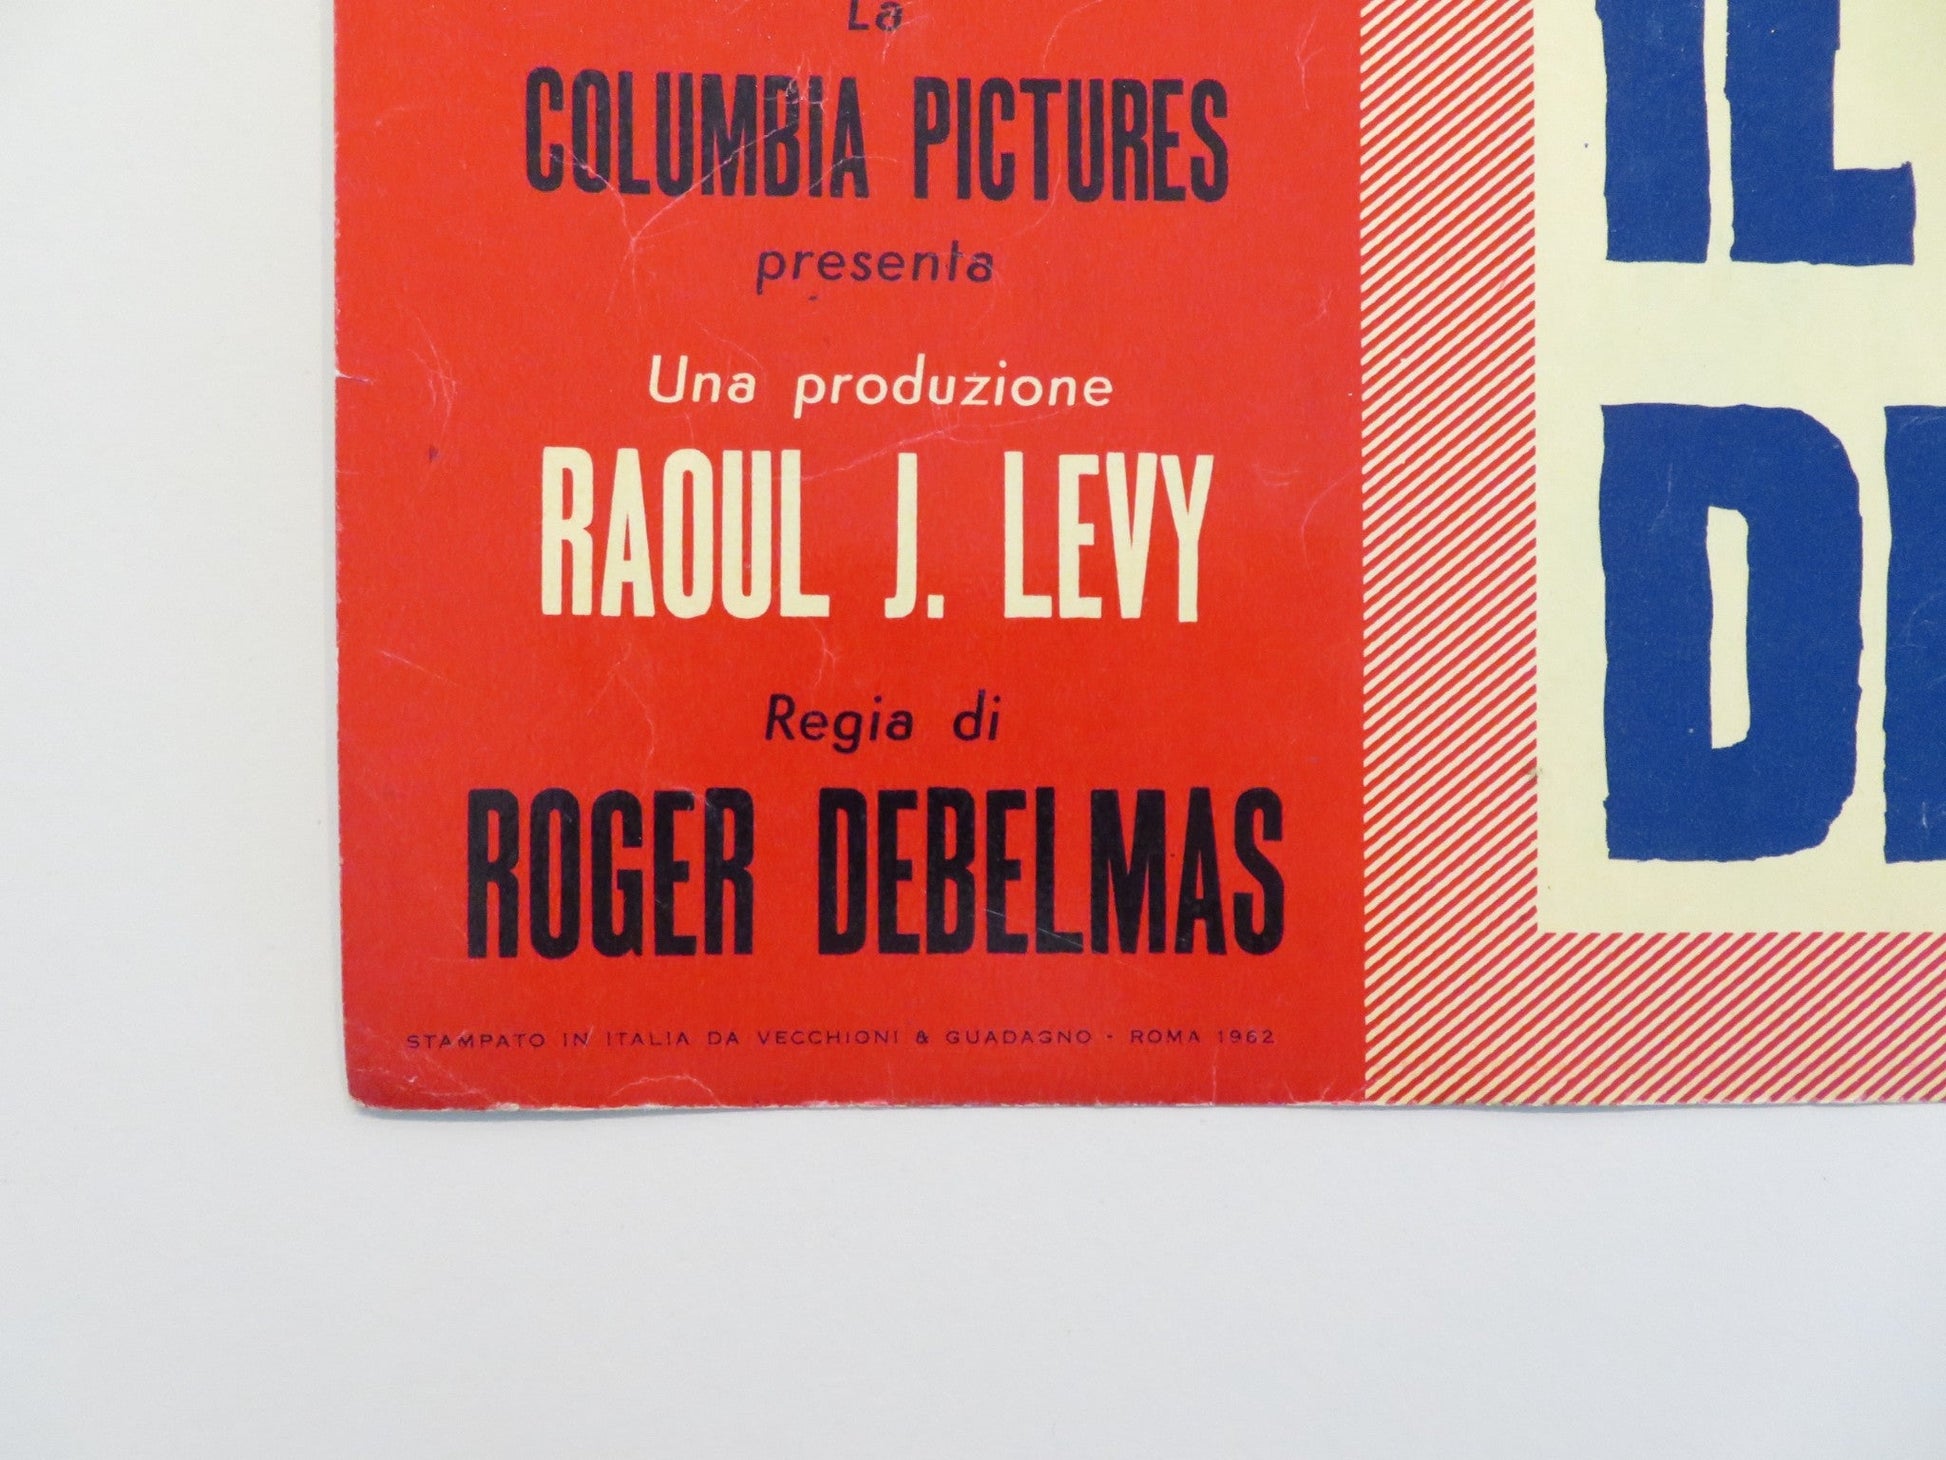 La
COLUMBIA PICTURES
presenta
Una produzione
RAOUL J. LEVY
Regia di
ROGER DEBELMAS
STAMPATO IN ITALIA DA VECCHIONI & GUADAGNO - ROMA 1962
IL